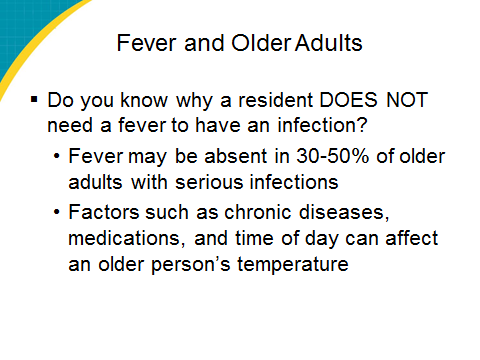 Fever and Older Adults
▪ Do you know why a resident DOES NOT
need a fever to have an infection?
• Fever may be absent in 30-50% of older
adults with serious infections
• Factors such as chronic diseases,
medications, and time of day can affect
an older person's temperature